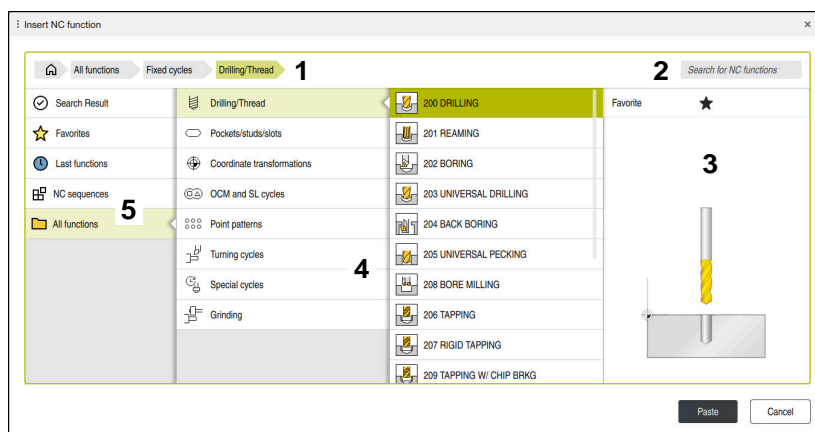 Insert NC function
All functions
Fixed cycles
Drilling/Thread
1
2
Search for NC functions
Search Result
Favorites
Last functions
NC sequences
5
All functions
Drilling/Thread
Pockets/studs/slots
Coordinate transformations
OCM and SL cycles
Point patterns
Turning cycles
4
Special cycles
Grinding
200 DRILLING
201 REAMING
202 BORING
203 UNIVERSAL DRILLING
204 BACK BORING
205 UNIVERSAL PECKING
208 BORE MILLING
206 TAPPING
207 RIGID TAPPING
209 TAPPING W/ CHIP BRKG
Favorite
3
Paste
Cancel